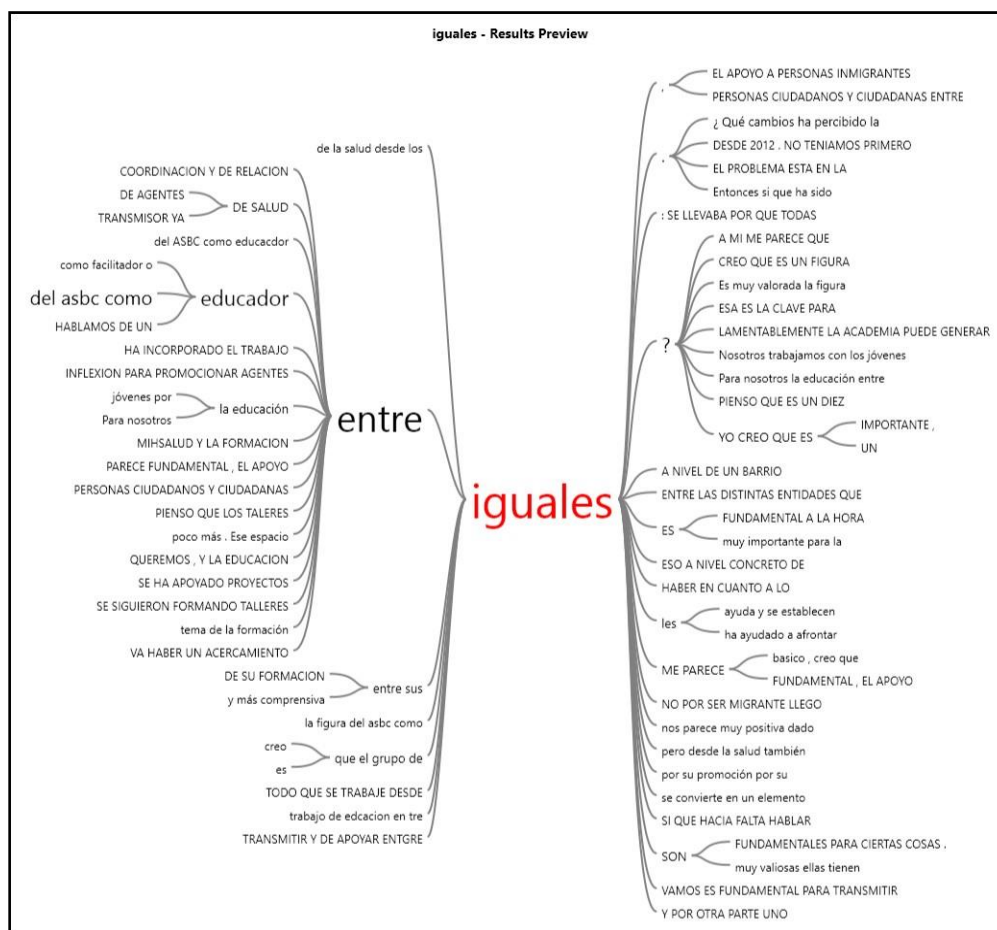 iguales - Results Preview
de la salud desde los
COORDINACION Y DE RELACION
DE AGENTES
TRANSMISOR YA
DE SALUD
del ASBC como educacdor
como facilitador o
del asbc como
HABLAMOS DE UN
educador
HA INCORPORADO EL TRABAJO
INFLEXION PARA PROMOCIONAR AGENTES
jóvenes por
Para nosotros
la educación
MIHSALUD Y LA FORMACION
PARECE FUNDAMENTAL , EL APOYO
PERSONAS CIUDADANOS Y CIUDADANAS
PIENSO QUE LOS TALERES
poco más . Ese espacio
QUEREMOS , Y LA EDUCACION
SE HA APOYADO PROYECTOS
SE SIGUIERON FORMANDO TALLERES
tema de la formación
VA HABER UN ACERCAMIENTO
entre
DE SU FORMACION
y más comprensiva
entre sus
la figura del asbc como
creo
es
que el grupo de
TODO QUE SE TRABAJE DESDE
trabajo de edcacion en tre
TRANSMITIR Y DE APOYAR ENTGRE
iguales
,
EL APOYO A PERSONAS INMIGRANTES
PERSONAS CIUDADANOS Y CIUDADANAS ENTRE
.
¿ Qué cambios ha percibido la
DESDE 2012 . NO TENIAMOS PRIMERO
EL PROBLEMA ESTA EN LA
Entonces si que ha sido
: SE LLEVABA POR QUE TODAS
?
A MI ME PARECE QUE
CREO QUE ES UN FIGURA
Es muy valorada la figura
ESA ES LA CLAVE PARA
LAMENTABLEMENTE LA ACADEMIA PUEDE GENERAR
Nosotros trabajamos con los jóvenes
Para nosotros la educación entre
PIENSO QUE ES UN DIEZ
YO CREO QUE ES
IMPORTANTE ,
UN
A NIVEL DE UN BARRIO
ENTRE LAS DISTINTAS ENTIDADES QUE
ES
FUNDAMENTAL A LA HORA
muy importante para la
ESO A NIVEL CONCRETO DE
HABER EN CUANTO A LO
les
ayuda y se establecen
ha ayudado a afrontar
ME PARECE
basico , creo que
FUNDAMENTAL , EL APOYO
NO POR SER MIGRANTE LLEGO
nos parece muy positiva dado
pero desde la salud también
por su promoción por su
se convierte en un elemento
SI QUE HACIA FALTA HABLAR
SON
FUNDAMENTALES PARA CIERTAS COSAS .
muy valiosas ellas tienen
VAMOS ES FUNDAMENTAL PARA TRANSMITIR
Y POR OTRA PARTE UNO